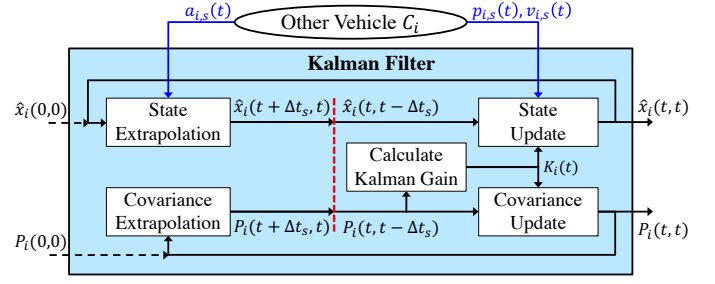 Other Vehicle C_i
a_{i,s}(t)
p_{i,s}(t), v_{i,s}(t)
Kalman Filter
x̂_i(0,0)
State
Extrapolation
x̂_i(t + Δt_s, t)
x̂_i(t, t − Δt_s)
State
Update
x̂_i(t, t)
Calculate
Kalman Gain
K_i(t)
Covariance
Extrapolation
P_i(t + Δt_s, t)
P_i(t, t − Δt_s)
Covariance
Update
P_i(t, t)
P_i(0,0)